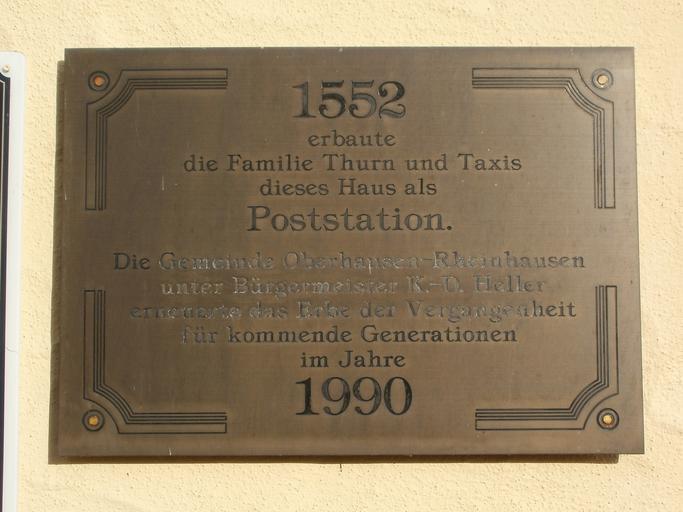 1552
erbaute
die Familie Thurn und Taxis
dieses Haus als
Poststation.
Die Gemeinde Oberhausen-Rheinhausen
unter Bürgermeister K.-D. Heller
erneuerte das Erbe der Vergangenheit
für kommende Generationen
im Jahre
1990